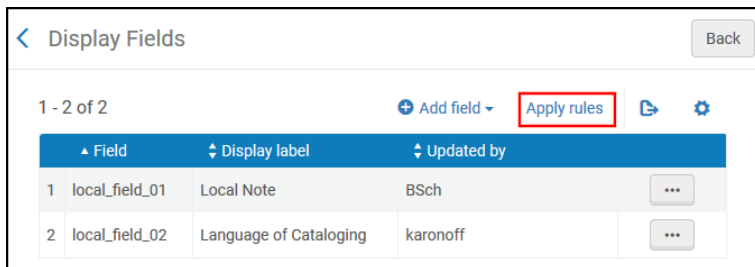 Display Fields
Back
1 - 2 of 2
Add field
Apply rules
Field Display label Updated by
1 local_field_01 Local Note BSch
2 local_field_02 Language of Cataloging karonoff